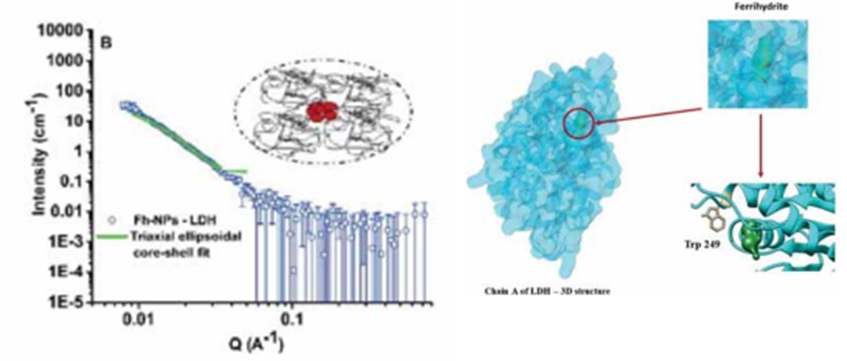 B
10000
1000
100
10
1
0.1
0.01
1E-3
1E-4
1E-5
Intensity (cm⁻¹)
Fh-NPs - LDH
Triaxial ellipsoidal
core-shell fit
0.01
0.1
Q (A⁻¹)
Ferrihydrite
Trp 249
Chain A of LDH – 3D structure